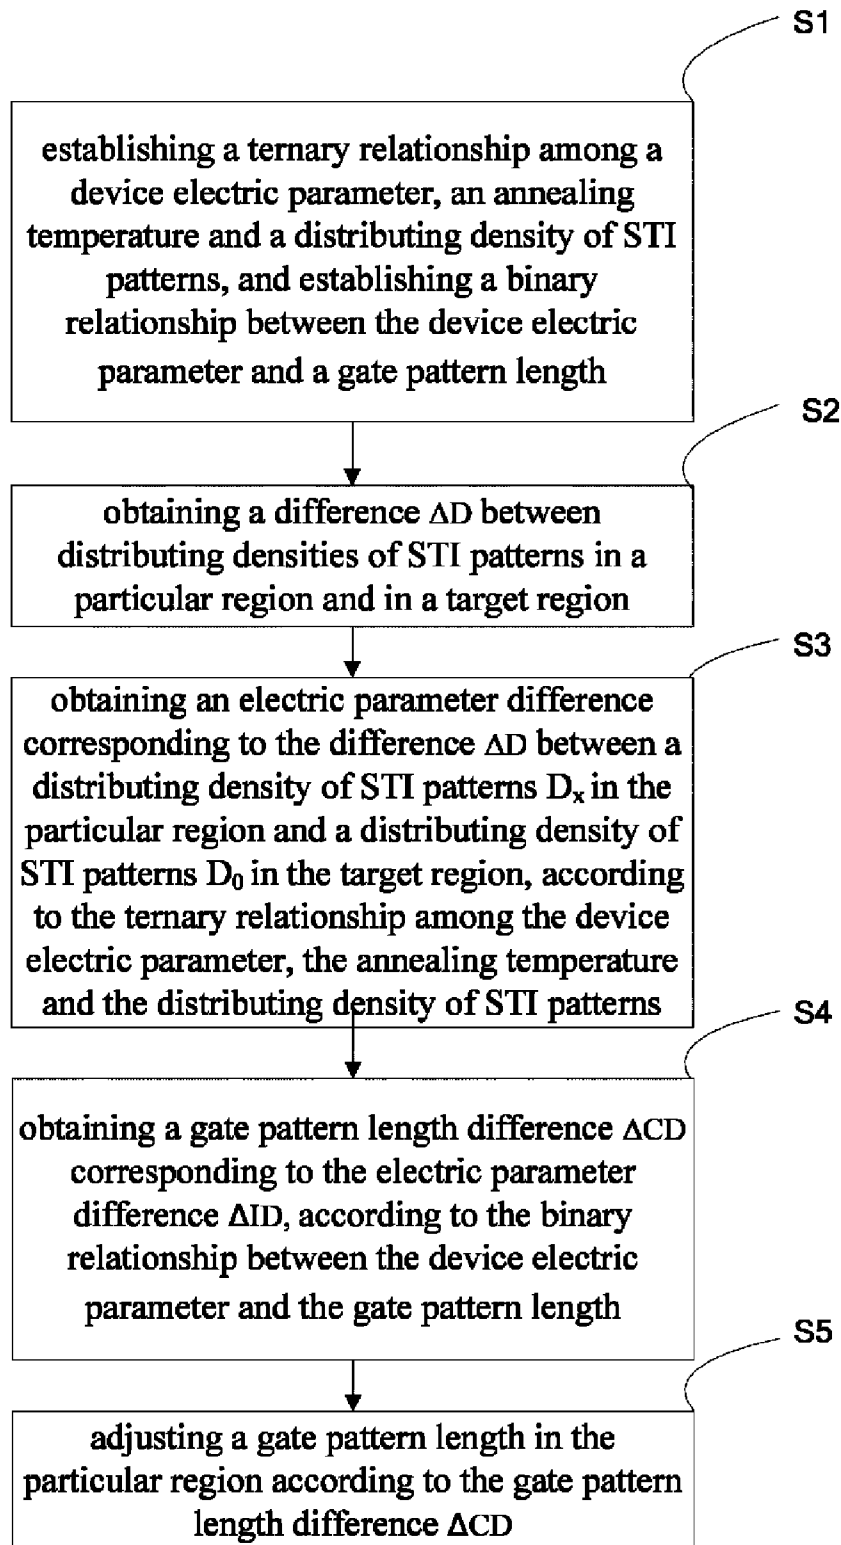 S1
establishing a ternary relationship among a
device electric parameter, an annealing
temperature and a distributing density of STI
patterns, and establishing a binary
relationship between the device electric
parameter and a gate pattern length
S2
obtaining a difference ΔD between
distributing densities of STI patterns in a
particular region and in a target region
S3
obtaining an electric parameter difference
corresponding to the difference ΔD between a
distributing density of STI patterns Dₓ in the
particular region and a distributing density of
STI patterns D₀ in the target region, according
to the ternary relationship among the device
electric parameter, the annealing temperature
and the distributing density of STI patterns
S4
obtaining a gate pattern length difference ΔCD
corresponding to the electric parameter
difference ΔID, according to the binary
relationship between the device electric
parameter and the gate pattern length
S5
adjusting a gate pattern length in the
particular region according to the gate pattern
length difference ΔCD